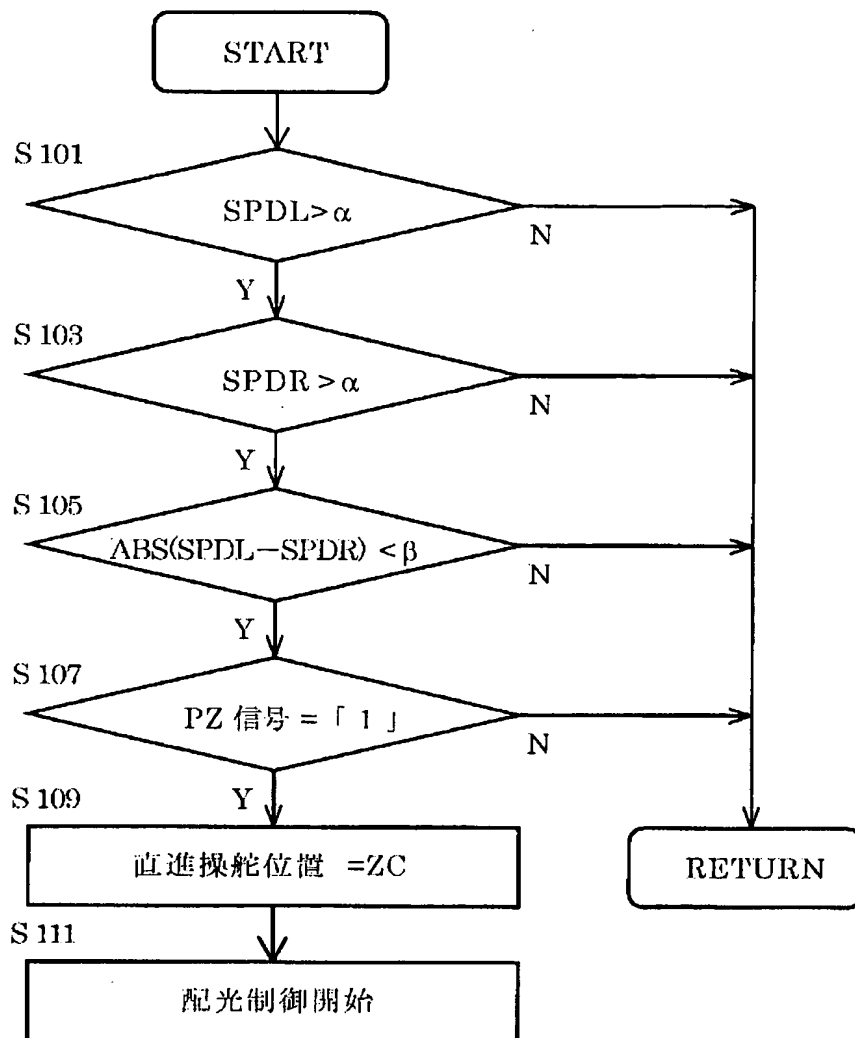 START
S 101
SPDL>α
N
Y
S 103
SPDR>α
N
Y
S 105
ABS(SPDL−SPDR) <β
N
Y
S 107
PZ 信号 = 「 1 」
N
Y
S 109
直進操舵位置 =ZC
RETURN
S 111
配光制御開始